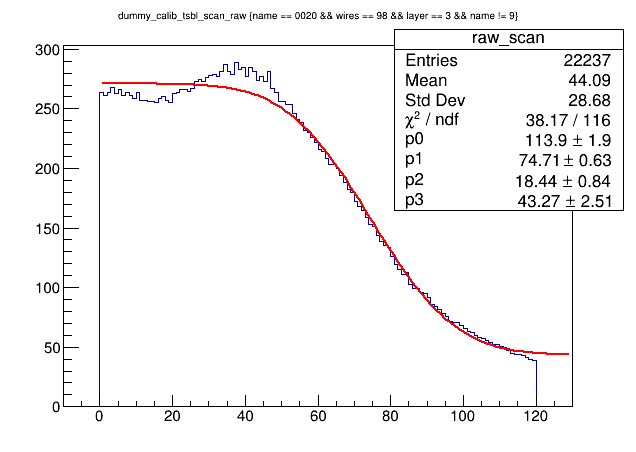 dummy_calib_tsbl_scan_raw {name == 0020 && wires == 98 && layer == 3 && name != 9}
raw_scan
Entries 22237
Mean 44.09
Std Dev 28.68
χ² / ndf 38.17 / 116
p0 113.9 ± 1.9
p1 74.71 ± 0.63
p2 18.44 ± 0.84
p3 43.27 ± 2.51
300
250
200
150
100
50
0
0 20 40 60 80 100 120